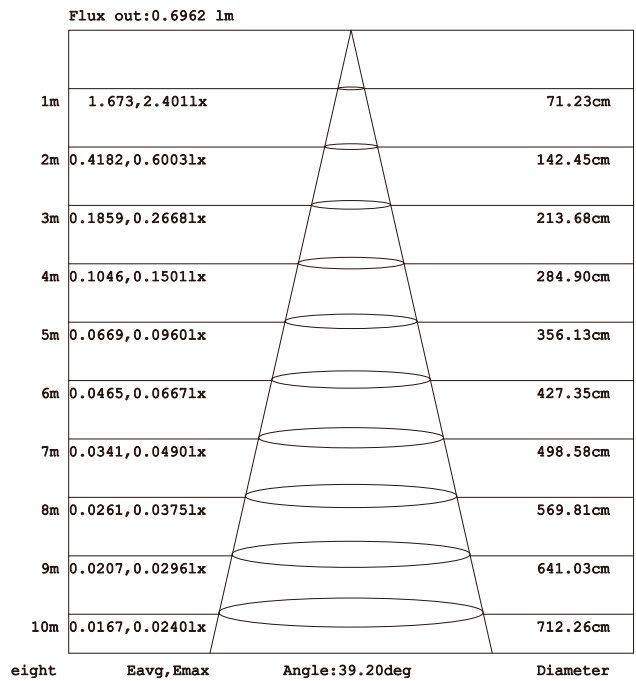 Flux out:0.6962 lm
1m 1.673,2.401lx 71.23cm
2m 0.4182,0.6003lx 142.45cm
3m 0.1859,0.2668lx 213.68cm
4m 0.1046,0.1501lx 284.90cm
5m 0.0669,0.0960lx 356.13cm
6m 0.0465,0.0667lx 427.35cm
7m 0.0341,0.0490lx 498.58cm
8m 0.0261,0.0375lx 569.81cm
9m 0.0207,0.0296lx 641.03cm
10m 0.0167,0.0240lx 712.26cm
eight Eavg,Emax Angle:39.20deg Diameter